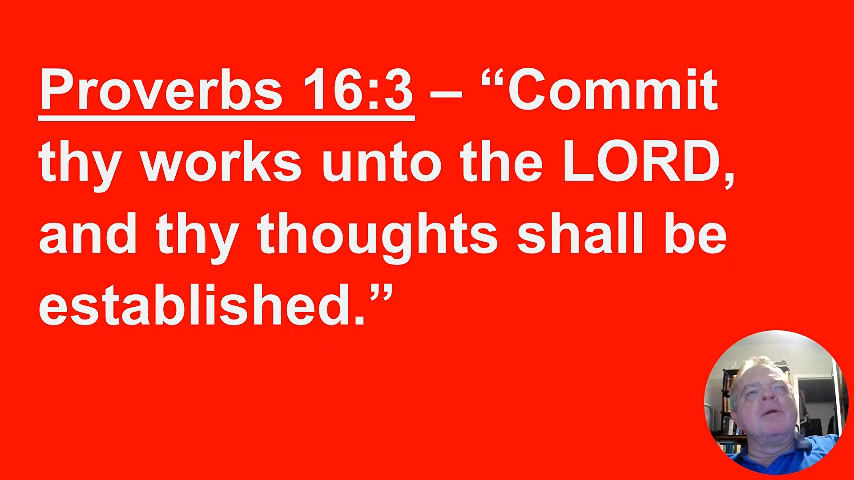 Proverbs 16:3 – “Commit
thy works unto the LORD,
and thy thoughts shall be
established.”